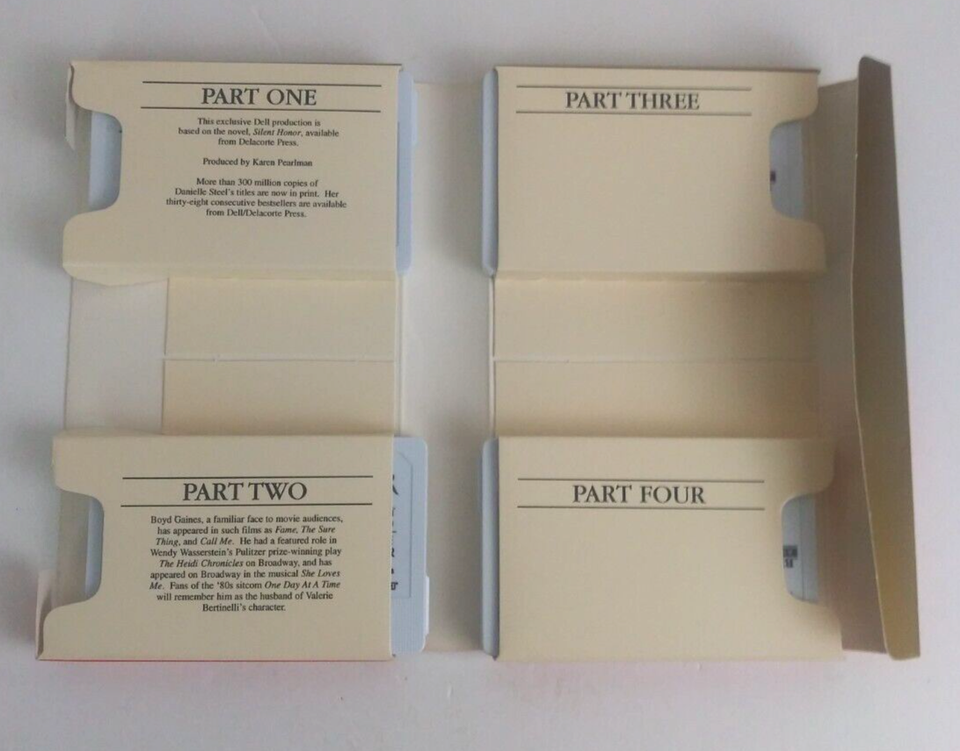 PART ONE
This exclusive Dell production is
based on the novel, Silent Honor, available
from Delacorte Press.
Produced by Karen Pearlman
More than 300 million copies of
Danielle Steel's titles are now in print. Her
thirty-eight consecutive bestsellers are available
from Dell/Delacorte Press.
PART TWO
Boyd Gaines, a familiar face to movie audiences,
has appeared in such films as Fame, The Sure
Thing, and Call Me. He had a featured role in
Wendy Wasserstein's Pulitzer prize-winning play
The Heidi Chronicles on Broadway, and has
appeared on Broadway in the musical She Loves
Me. Fans of the '80s sitcom One Day At A Time
will remember him as the husband of Valerie
Bertinelli's character.
PART THREE
PART FOUR